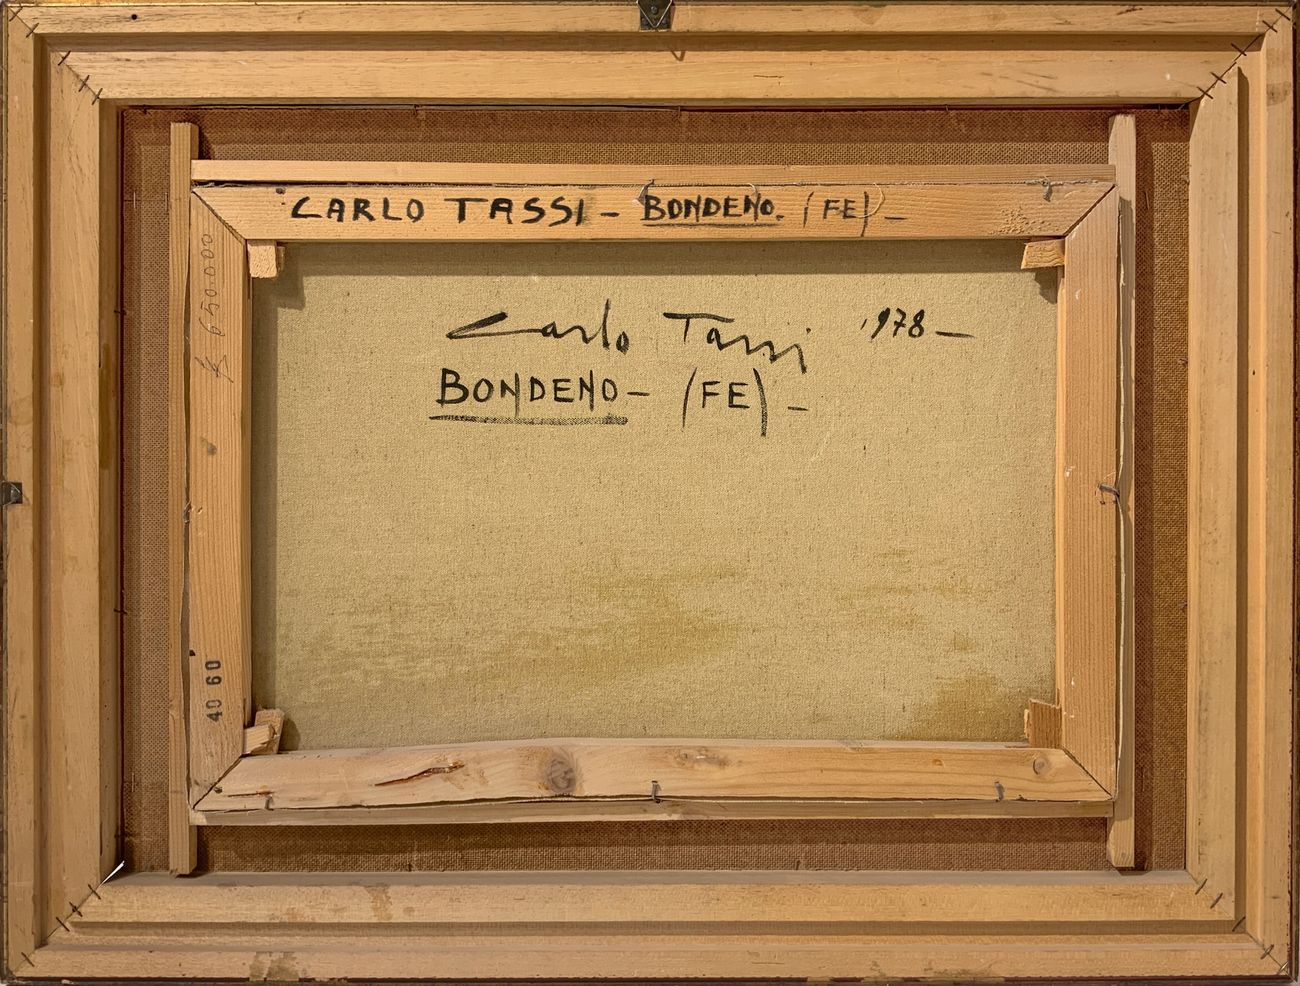 CARLO TASSI - BONDENO. (FE) -
Carlo Tassi 1978 -
BONDENO - (FE) -
£ 650.000
40 60